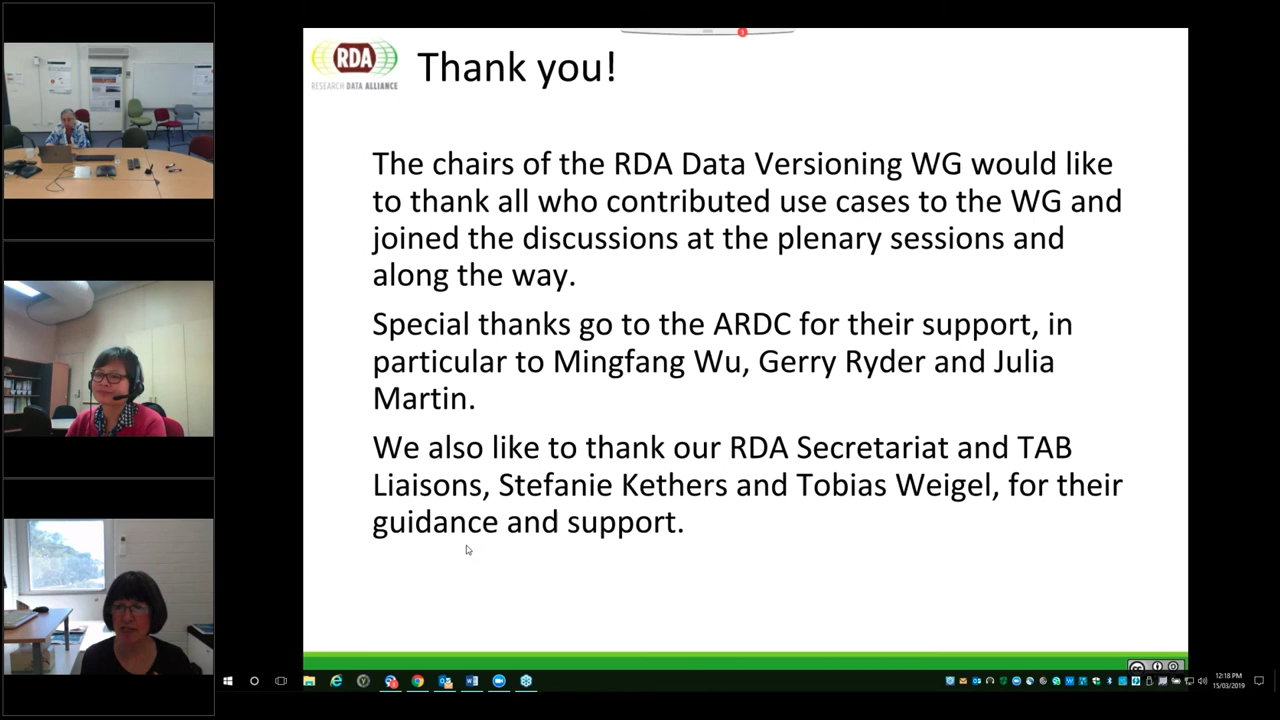 RDA
RESEARCH DATA ALLIANCE
Thank you!
The chairs of the RDA Data Versioning WG would like
to thank all who contributed use cases to the WG and
joined the discussions at the plenary sessions and
along the way.
Special thanks go to the ARDC for their support, in
particular to Mingfang Wu, Gerry Ryder and Julia
Martin.
We also like to thank our RDA Secretariat and TAB
Liaisons, Stefanie Kethers and Tobias Weigel, for their
guidance and support.
12:18 PM
15/03/2019